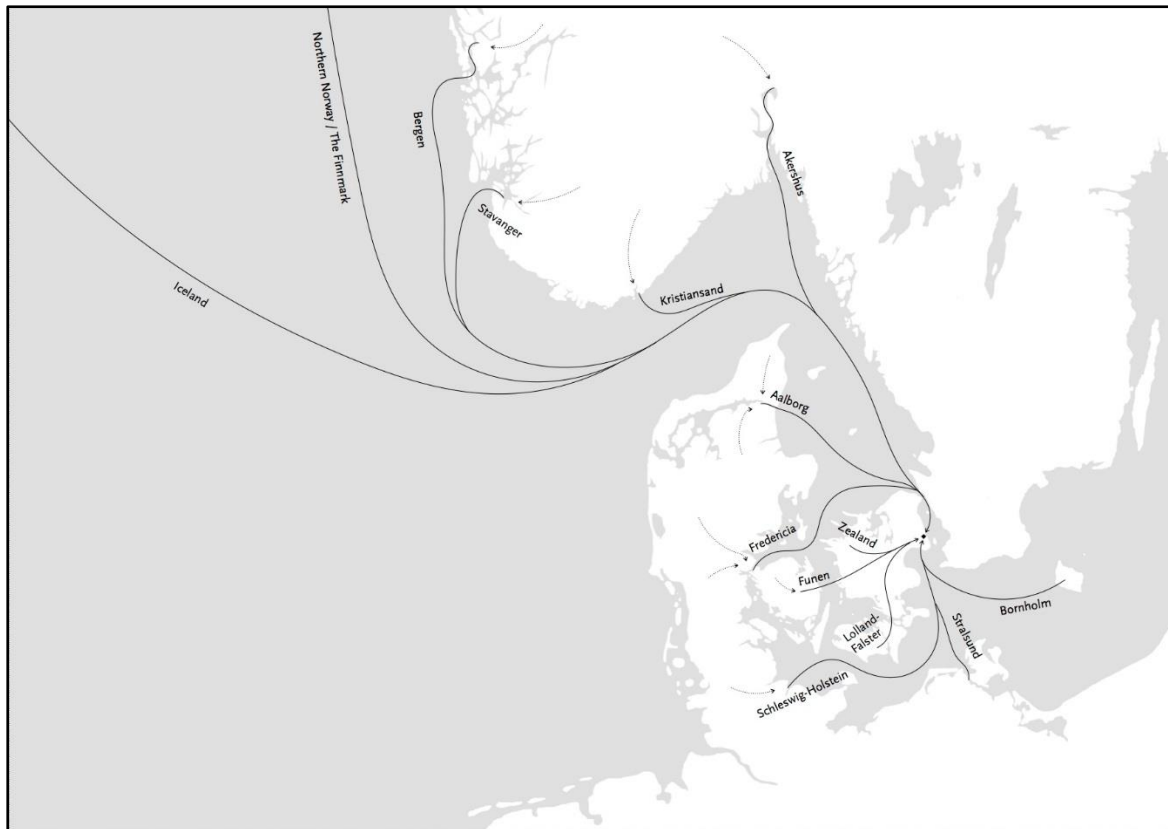 Northern Norway / The Finnmark
Bergen
Akershus
Stavanger
Iceland
Kristiansand
Aalborg
Zealand
Fredericia
Funen
Bornholm
Lolland-
Falster
Stralsund
Schleswig-Holstein